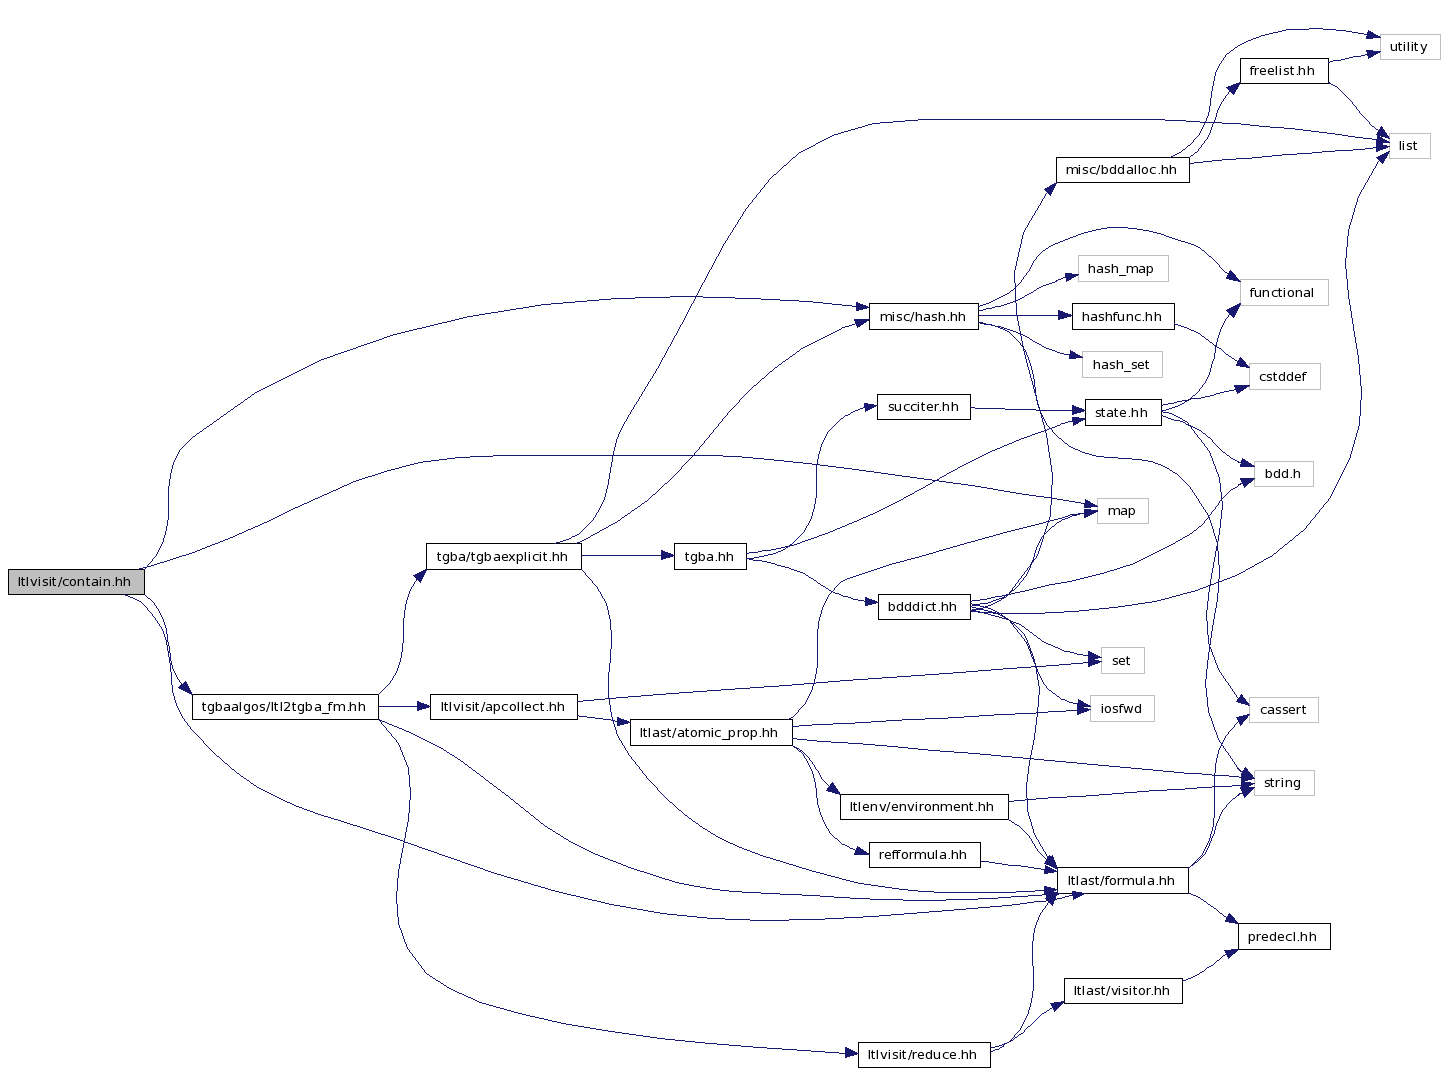 utility
freelist.hh
list
misc/bddalloc.hh
hash_map
functional
misc/hash.hh
hashfunc.hh
hash_set
cstddef
succiter.hh
state.hh
bdd.h
map
tgba/tgbaexplicit.hh
tgba.hh
ltlvisit/contain.hh
bdddict.hh
set
tgbaalgos/ltl2tgba_fm.hh
ltlvisit/apcollect.hh
iosfwd
cassert
ltlast/atomic_prop.hh
string
ltlenv/environment.hh
refformula.hh
ltlast/formula.hh
predecl.hh
ltlast/visitor.hh
ltlvisit/reduce.hh